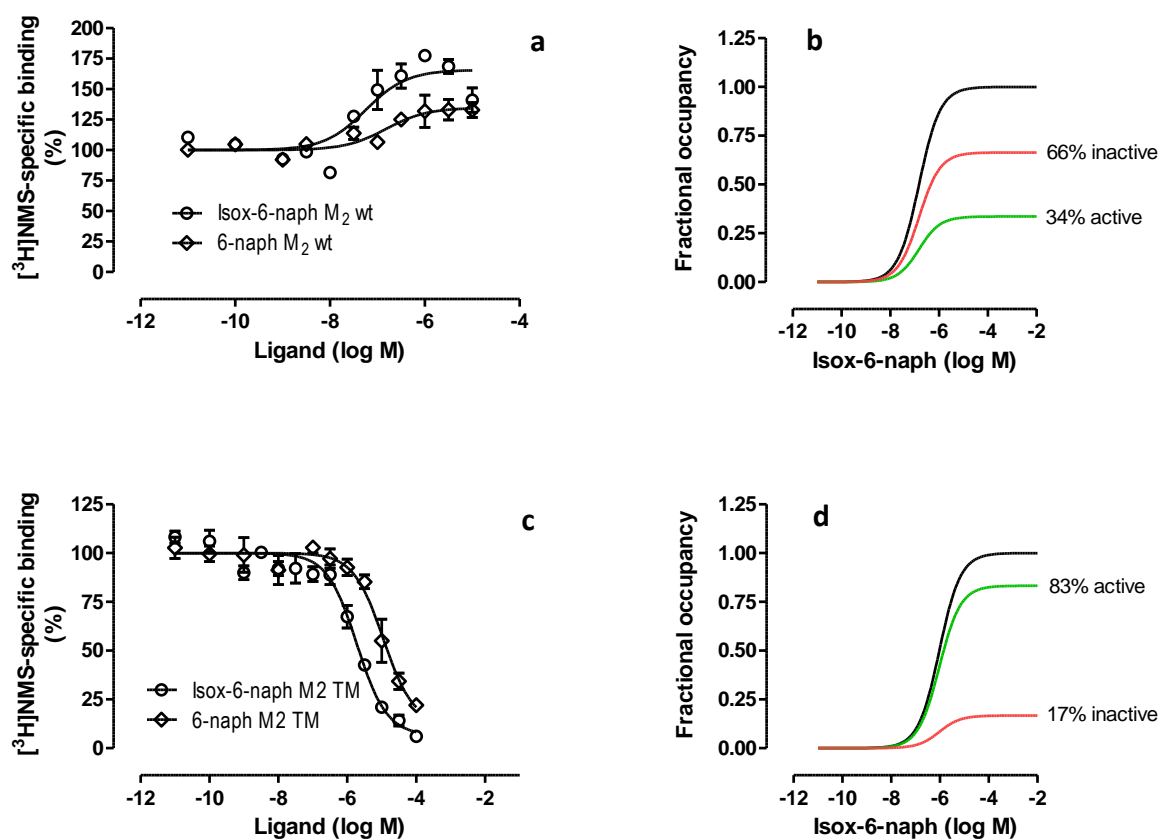 a
[³H]NMS-specific binding
(%)
200
175
150
125
100
75
50
25
0
Isox-6-naph M₂ wt
6-naph M₂ wt
-12 -10 -8 -6 -4
Ligand (log M)
b
Fractional occupancy
1.25
1.00
0.75
0.50
0.25
0.00
66% inactive
34% active
-12 -10 -8 -6 -4 -2
Isox-6-naph (log M)
c
[³H]NMS-specific binding
(%)
125
100
75
50
25
0
Isox-6-naph M2 TM
6-naph M2 TM
-12 -10 -8 -6 -4 -2
Ligand (log M)
d
Fractional occupancy
1.25
1.00
0.75
0.50
0.25
0.00
83% active
17% inactive
-12 -10 -8 -6 -4 -2
Isox-6-naph (log M)